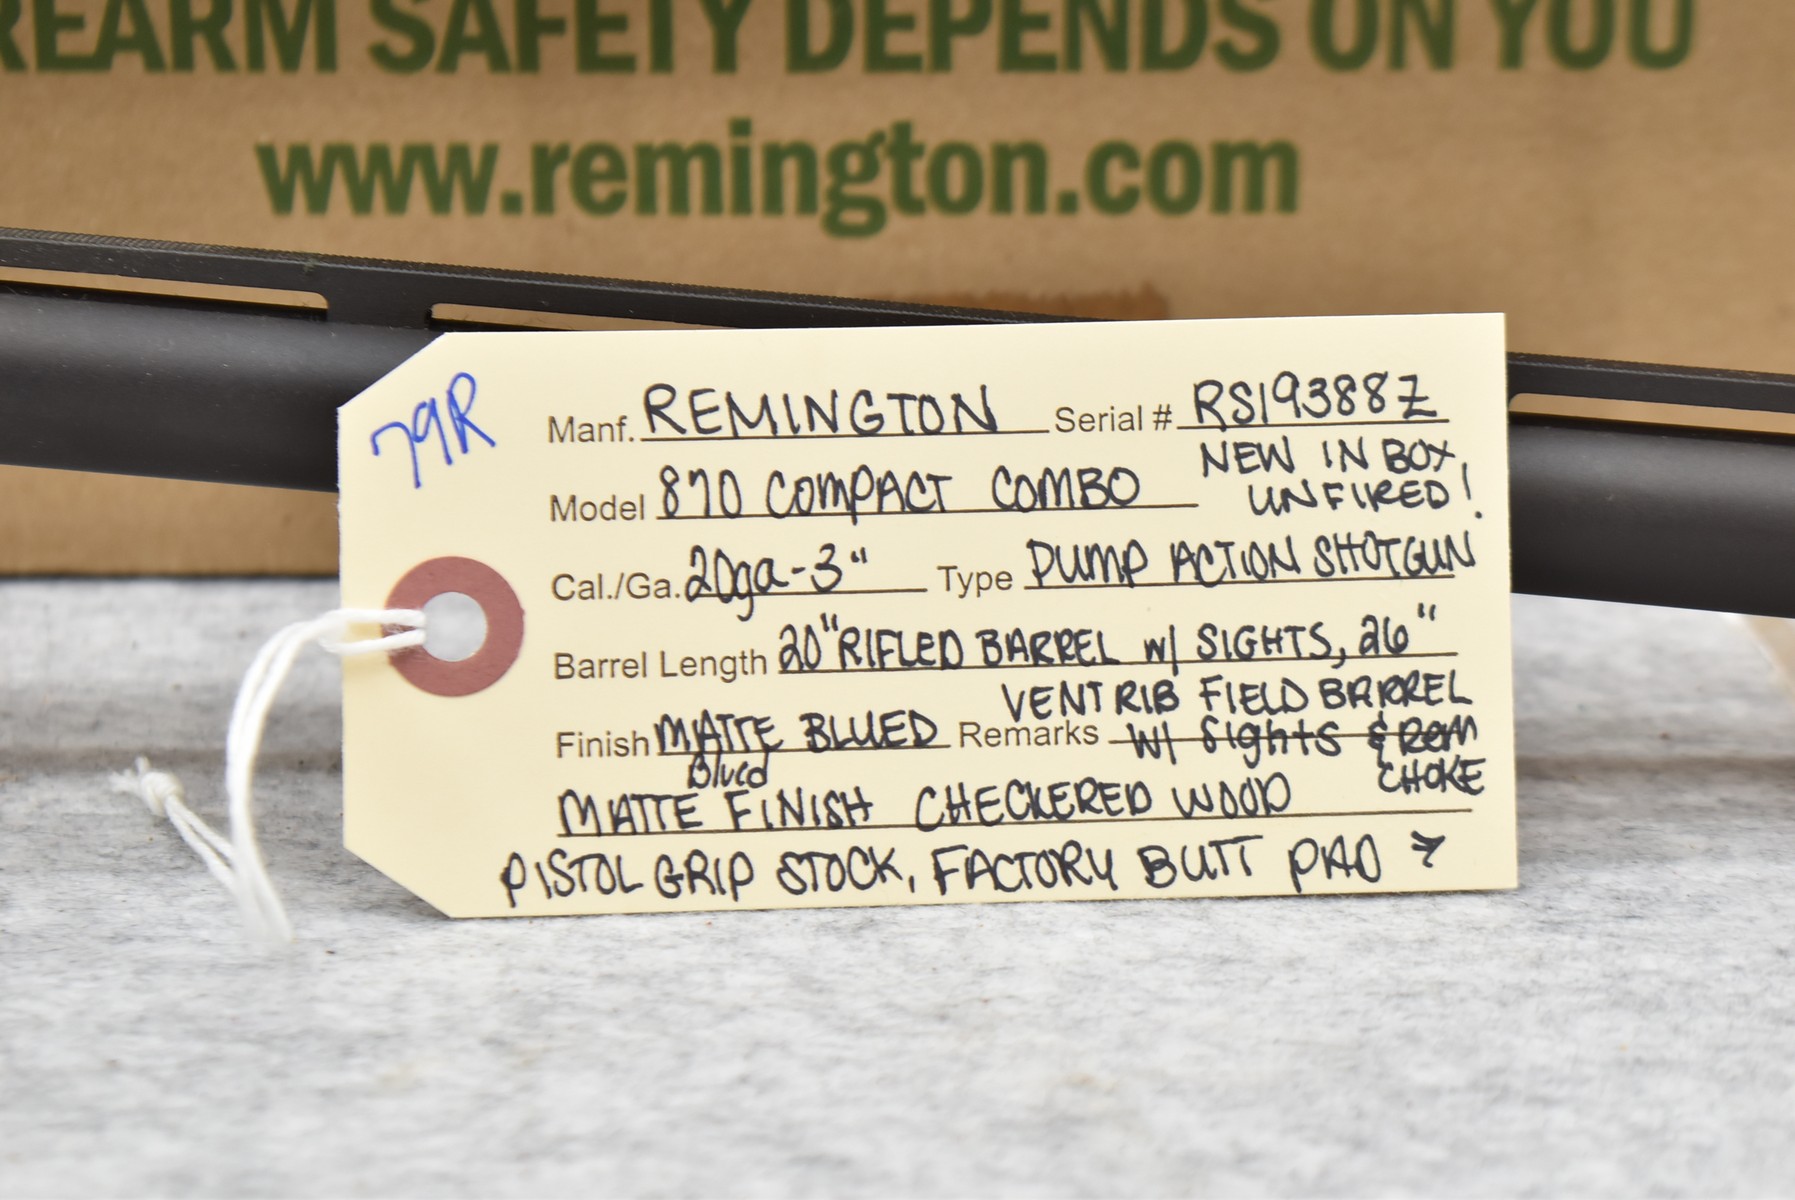 REARM SAFETY DEPENDS ON YOU
www.remington.com
79R
Manf. REMINGTON Serial # RS19388Z
NEW IN BOX,
Model 870 COMPACT COMBO
UNFIRED!
Cal./Ga. 20ga-3" Type PUMP ACTION SHOTGUN
Barrel Length 20" RIFLED BARREL w/ SIGHTS, 26"
VENT RIB FIELD BARREL
Finish MATTE BLUED Remarks W/ Sights & Rem
CHOKE
Blued
MATTE FINISH CHECKERED WOOD
PISTOL GRIP STOCK, FACTORY BUTT PAD →